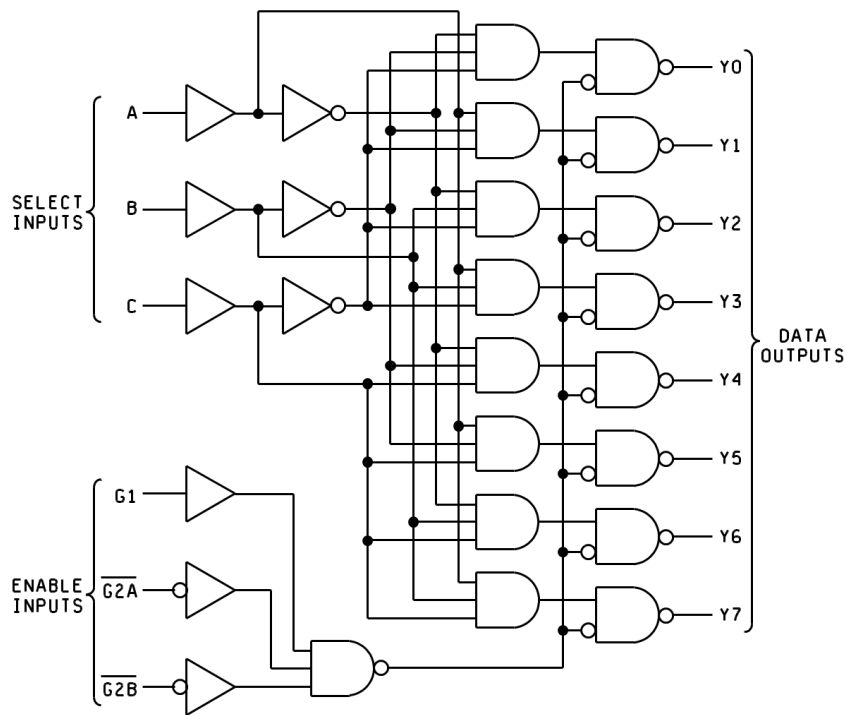 A
SELECT
INPUTS
B
C
G1
ENABLE
INPUTS
G2A
G2B
Y0
Y1
Y2
Y3
DATA
OUTPUTS
Y4
Y5
Y6
Y7